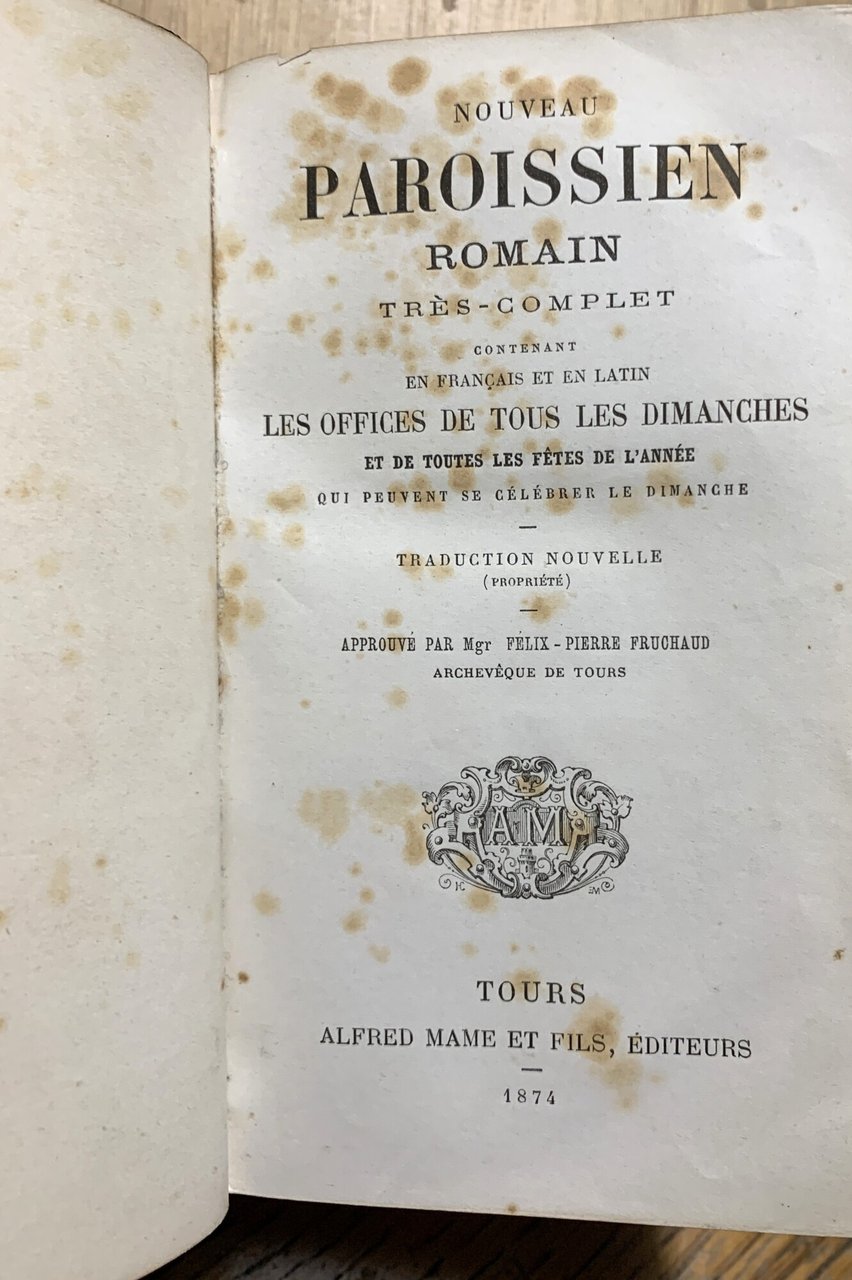 NOUVEAU
PAROISSIEN
ROMAIN
TRÈS-COMPLET
CONTENANT
EN FRANÇAIS ET EN LATIN
LES OFFICES DE TOUS LES DIMANCHES
ET DE TOUTES LES FÊTES DE L'ANNÉE
QUI PEUVENT SE CÉLÉBRER LE DIMANCHE
TRADUCTION NOUVELLE
(PROPRIÉTÉ)
APPROUVÉ PAR Mgr FÉLIX-PIERRE FRUCHAUD
ARCHEVÊQUE DE TOURS
AM
TOURS
ALFRED MAME ET FILS, ÉDITEURS
1874